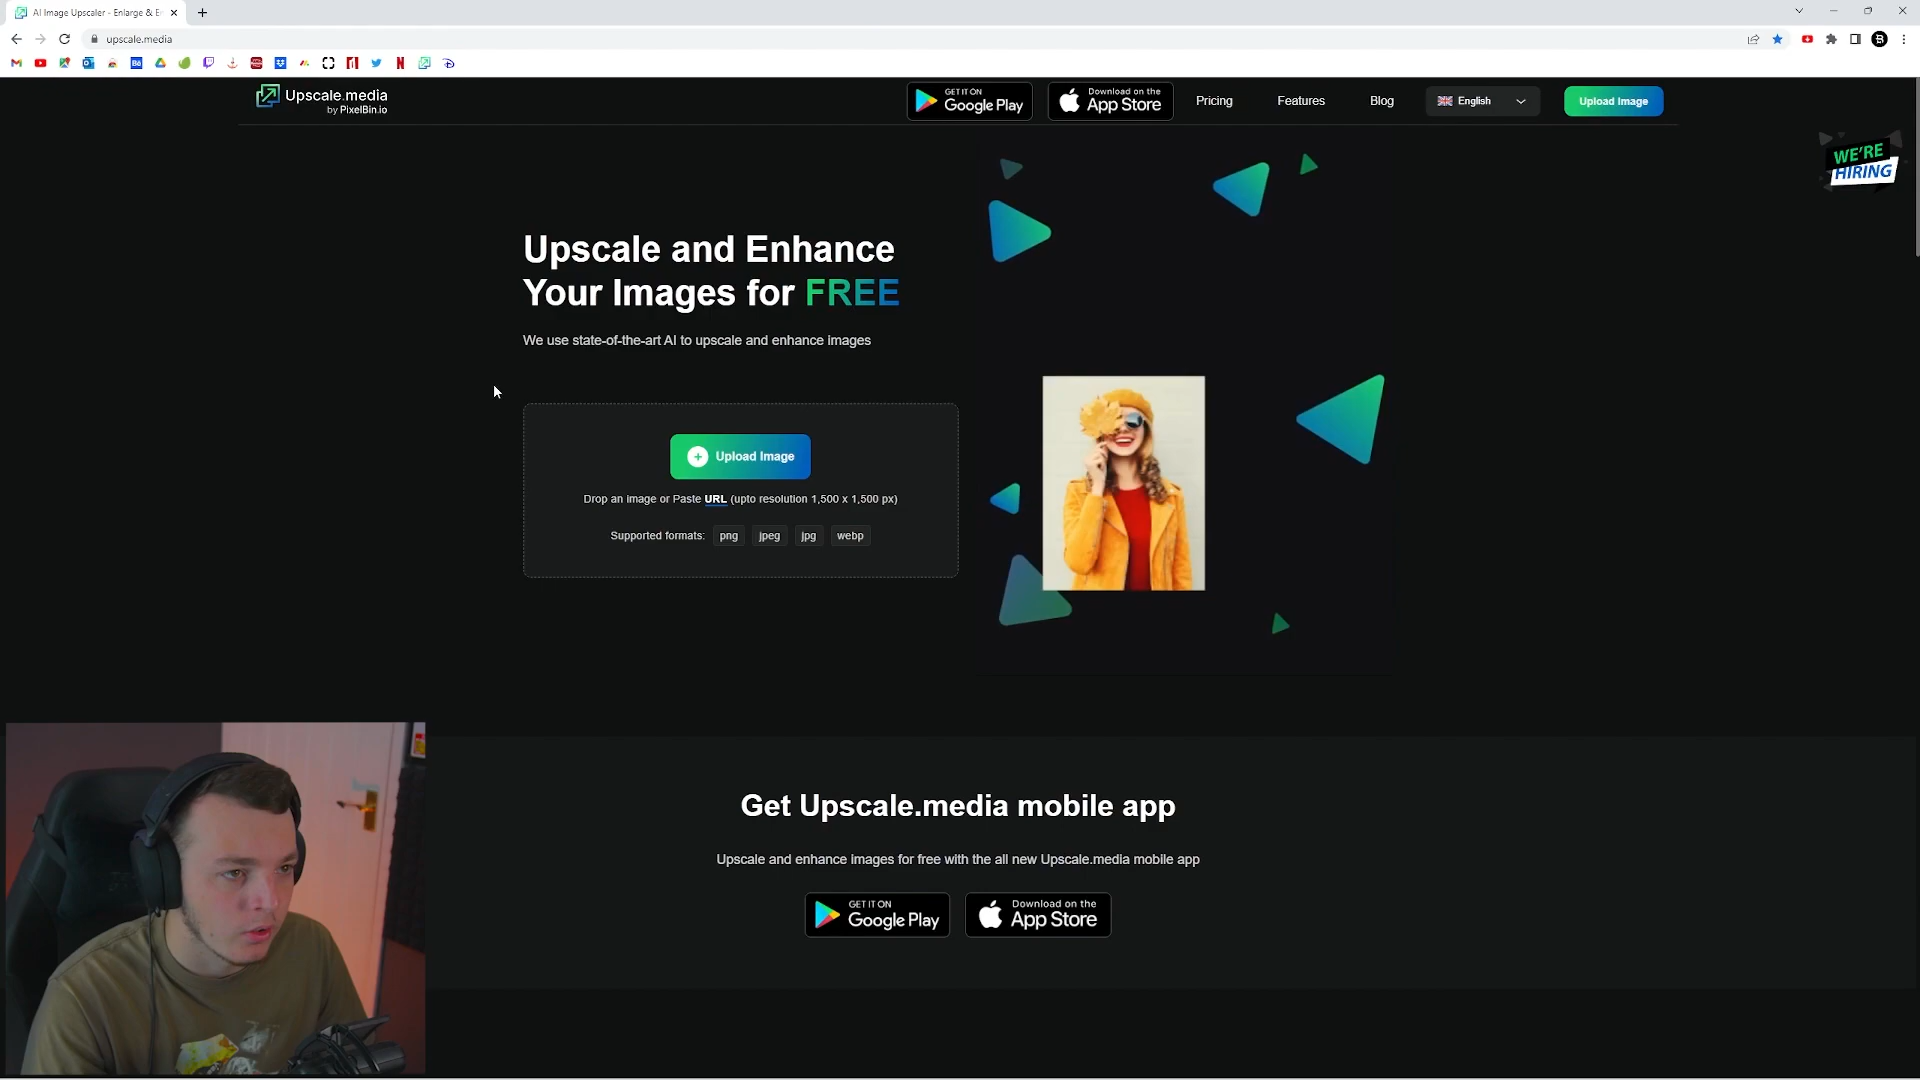 AI Image Upscaler - Enlarge & E
upscale.media
Upscale.media
by PixelBin.io
GET IT ON
Google Play
Download on the
App Store
Pricing
Features
Blog
English
Upload Image
WE'RE
HIRING
Upscale and Enhance
Your Images for FREE
We use state-of-the-art AI to upscale and enhance images
Upload Image
Drop an image or Paste URL (upto resolution 1,500 x 1,500 px)
Supported formats: png jpeg jpg webp
Get Upscale.media mobile app
Upscale and enhance images for free with the all new Upscale.media mobile app
GET IT ON
Google Play
Download on the
App Store